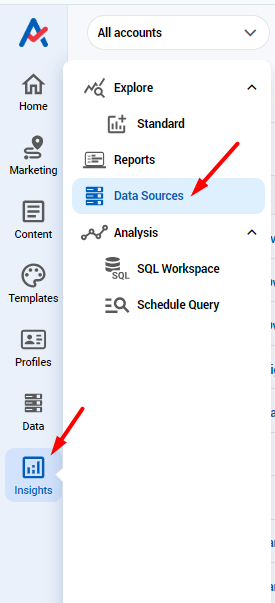 All accounts
Home
Marketing
Content
Templates
Profiles
Data
Insights
Explore
Standard
Reports
Data Sources
Analysis
SQL
SQL Workspace
Schedule Query